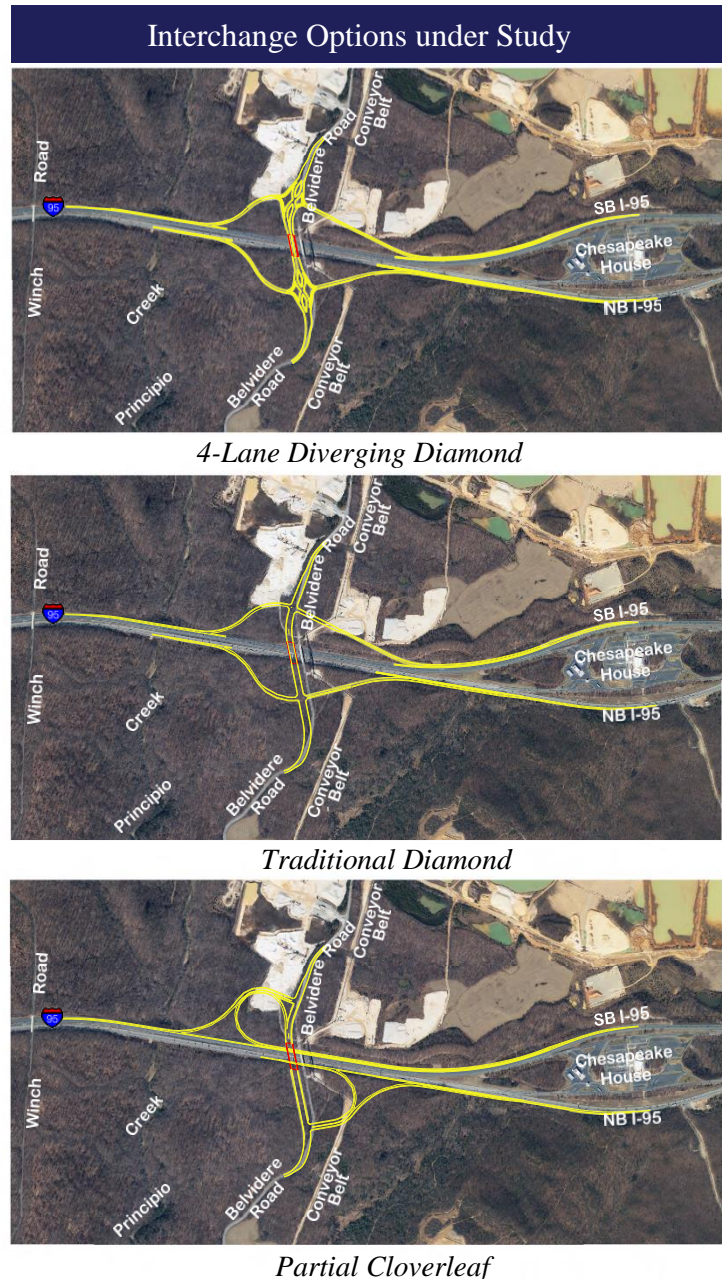 Interchange Options under Study
Conveyor
Belt
Belvidere Road
Road
95
SB I-95
Chesapeake
House
NB I-95
Winch
Creek
Principio
Belvidere
Road
Conveyor
Belt
4-Lane Diverging Diamond
Conveyor
Belt
Belvidere Road
Road
95
SB I-95
Chesapeake
House
NB I-95
Winch
Creek
Principio
Belvidere
Road
Conveyor
Belt
Traditional Diamond
Conveyor
Belt
Belvidere Road
Road
95
SB I-95
Chesapeake
House
NB I-95
Winch
Creek
Principio
Belvidere
Road
Conveyor
Belt
Partial Cloverleaf